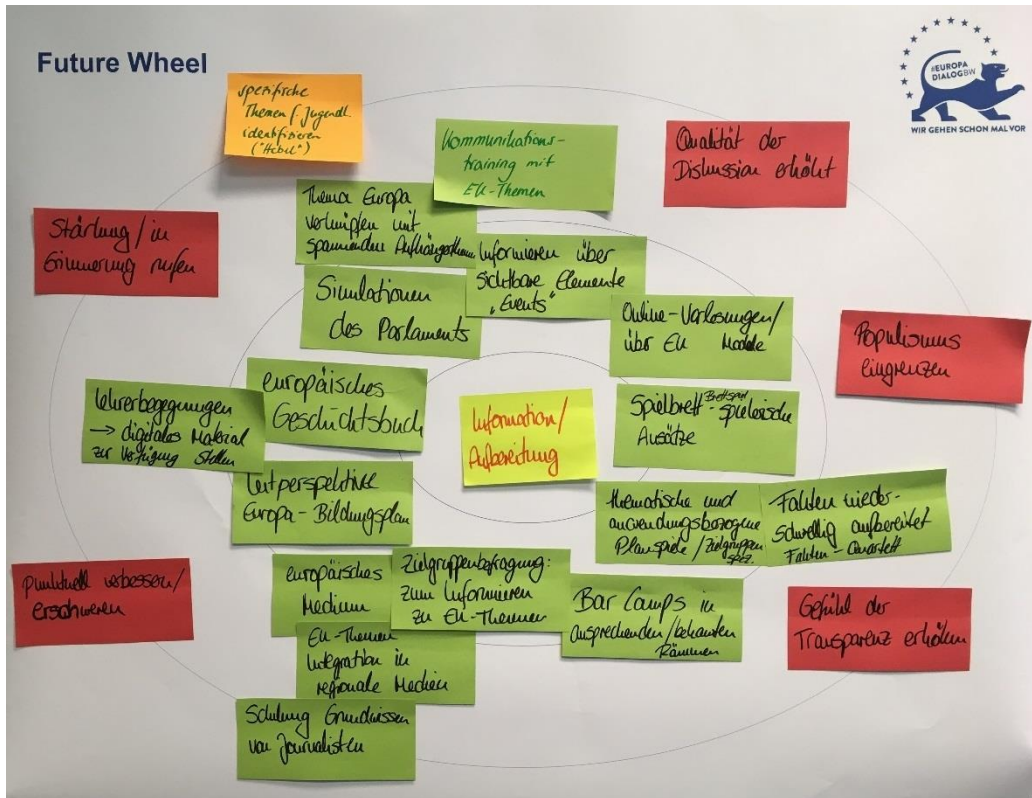 Future Wheel
#EUROPA
DIALOGBW
WIR GEHEN SCHON MAL VOR
spezifische
Themen f. Jugendl.
identifizieren
("Hebel")
Kommunikations-
training mit
EU-Themen
Qualität der
Diskussion erhöht
Stärkung/in
Erinnerung rufen
Thema Europa
verknüpfen mit
spannenden Aufhängerthemen
Informieren über
Sichtbare Elemente
"Events"
Simulationen
des Parlaments
Online-Vorlesungen/
über EU Module
Populismus
eingrenzen
europäisches
Geschichtsbuch
Lehrerbegegnungen
→ digitales Material
zur Verfügung stellen
Information/
Aufbereitung
Spielbrett-Brettspiel-spielerische
Ansätze
Leitperspektive
Europa-Bildungsplan
thematische und
anwendungsbezogene
Planspiele/Zielgruppen
spez.
Fakten nieder-
schwellig aufbereitet
Fakten-Quartett
punktuell verbessern/
erschweren
europäisches
Medium
Zielgruppenbefragung:
zum Informieren
zu EU-Themen
Bar Camps in
ansprechenden/bekannten
Räumen
Gefühl der
Transparenz erhöhen
EU-Themen
Integration in
regionale Medien
Schulung Grundwissen
von Journalisten